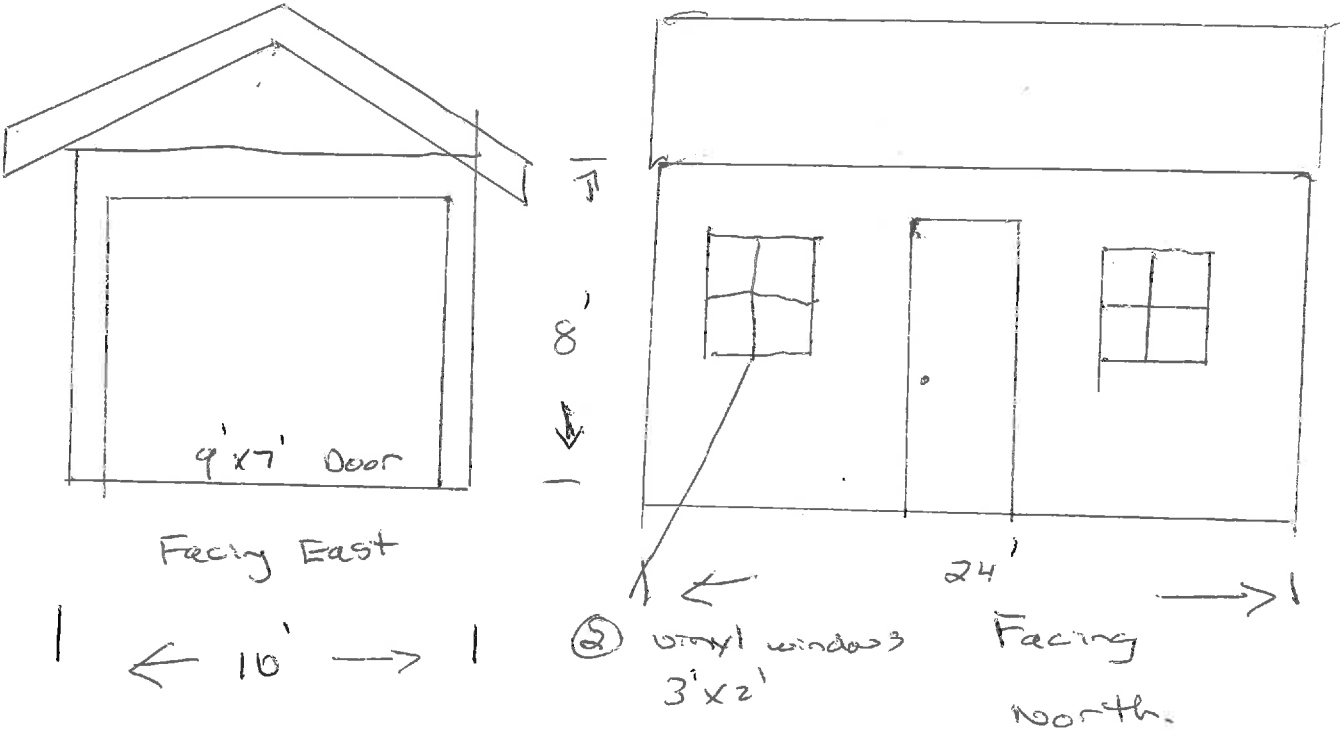 8'
9'x7' Door
Facing East
10'
24'
② vinyl windows
3'x2'
Facing
North.